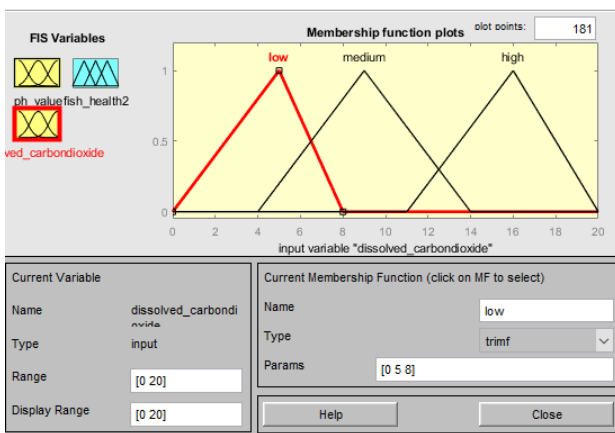 FIS Variables
Membership function plots
plot points:
181
ph_value
fish_health2
ved_carbondioxide
low
medium
high
1
0.5
0
0 2 4 6 8 10 12 14 16 18 20
input variable "dissolved_carbondioxide"
Current Variable
Name
dissolved_carbondi
oxide
Type
input
Range
[0 20]
Display Range
[0 20]
Current Membership Function (click on MF to select)
Name
low
Type
trimf
Params
[0 5 8]
Help
Close